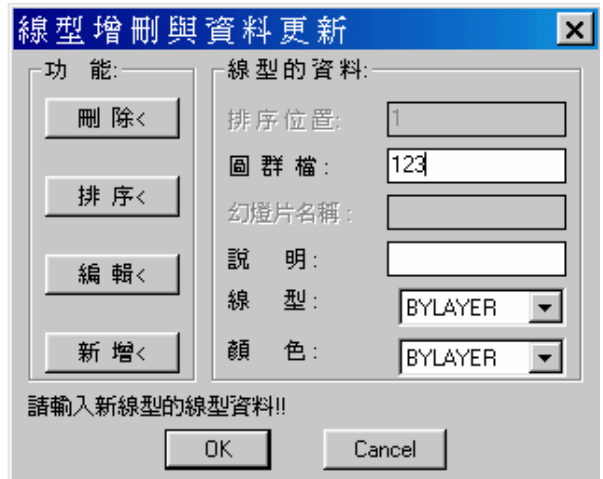 線型增刪與資料更新
功 能:
刪 除<
排 序<
編 輯<
新 增<
線型的資料:
排序位置: 1
圖 群 檔 : 123
幻燈片名稱 :
說 明 :
線 型 : BYLAYER
顏 色 : BYLAYER
請輸入新線型的線型資料!!
OK Cancel